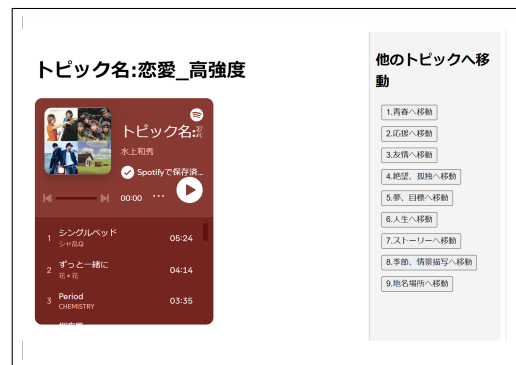 トピック名:恋愛_高強度
トピック名:
水上和秀
Spotifyで保存済...
00:00
1 シングルベッド 05:24
シャ乱Q
2 ずっと一緒に 04:14
花*花
3 Period 03:35
CHEMISTRY
他のトピックへ移
動
1.青春へ移動
2.応援へ移動
3.友情へ移動
4.絶望、孤独へ移動
5.夢、目標へ移動
6.人生へ移動
7.ストーリーへ移動
8.季節、情景描写へ移動
9.地名場所へ移動